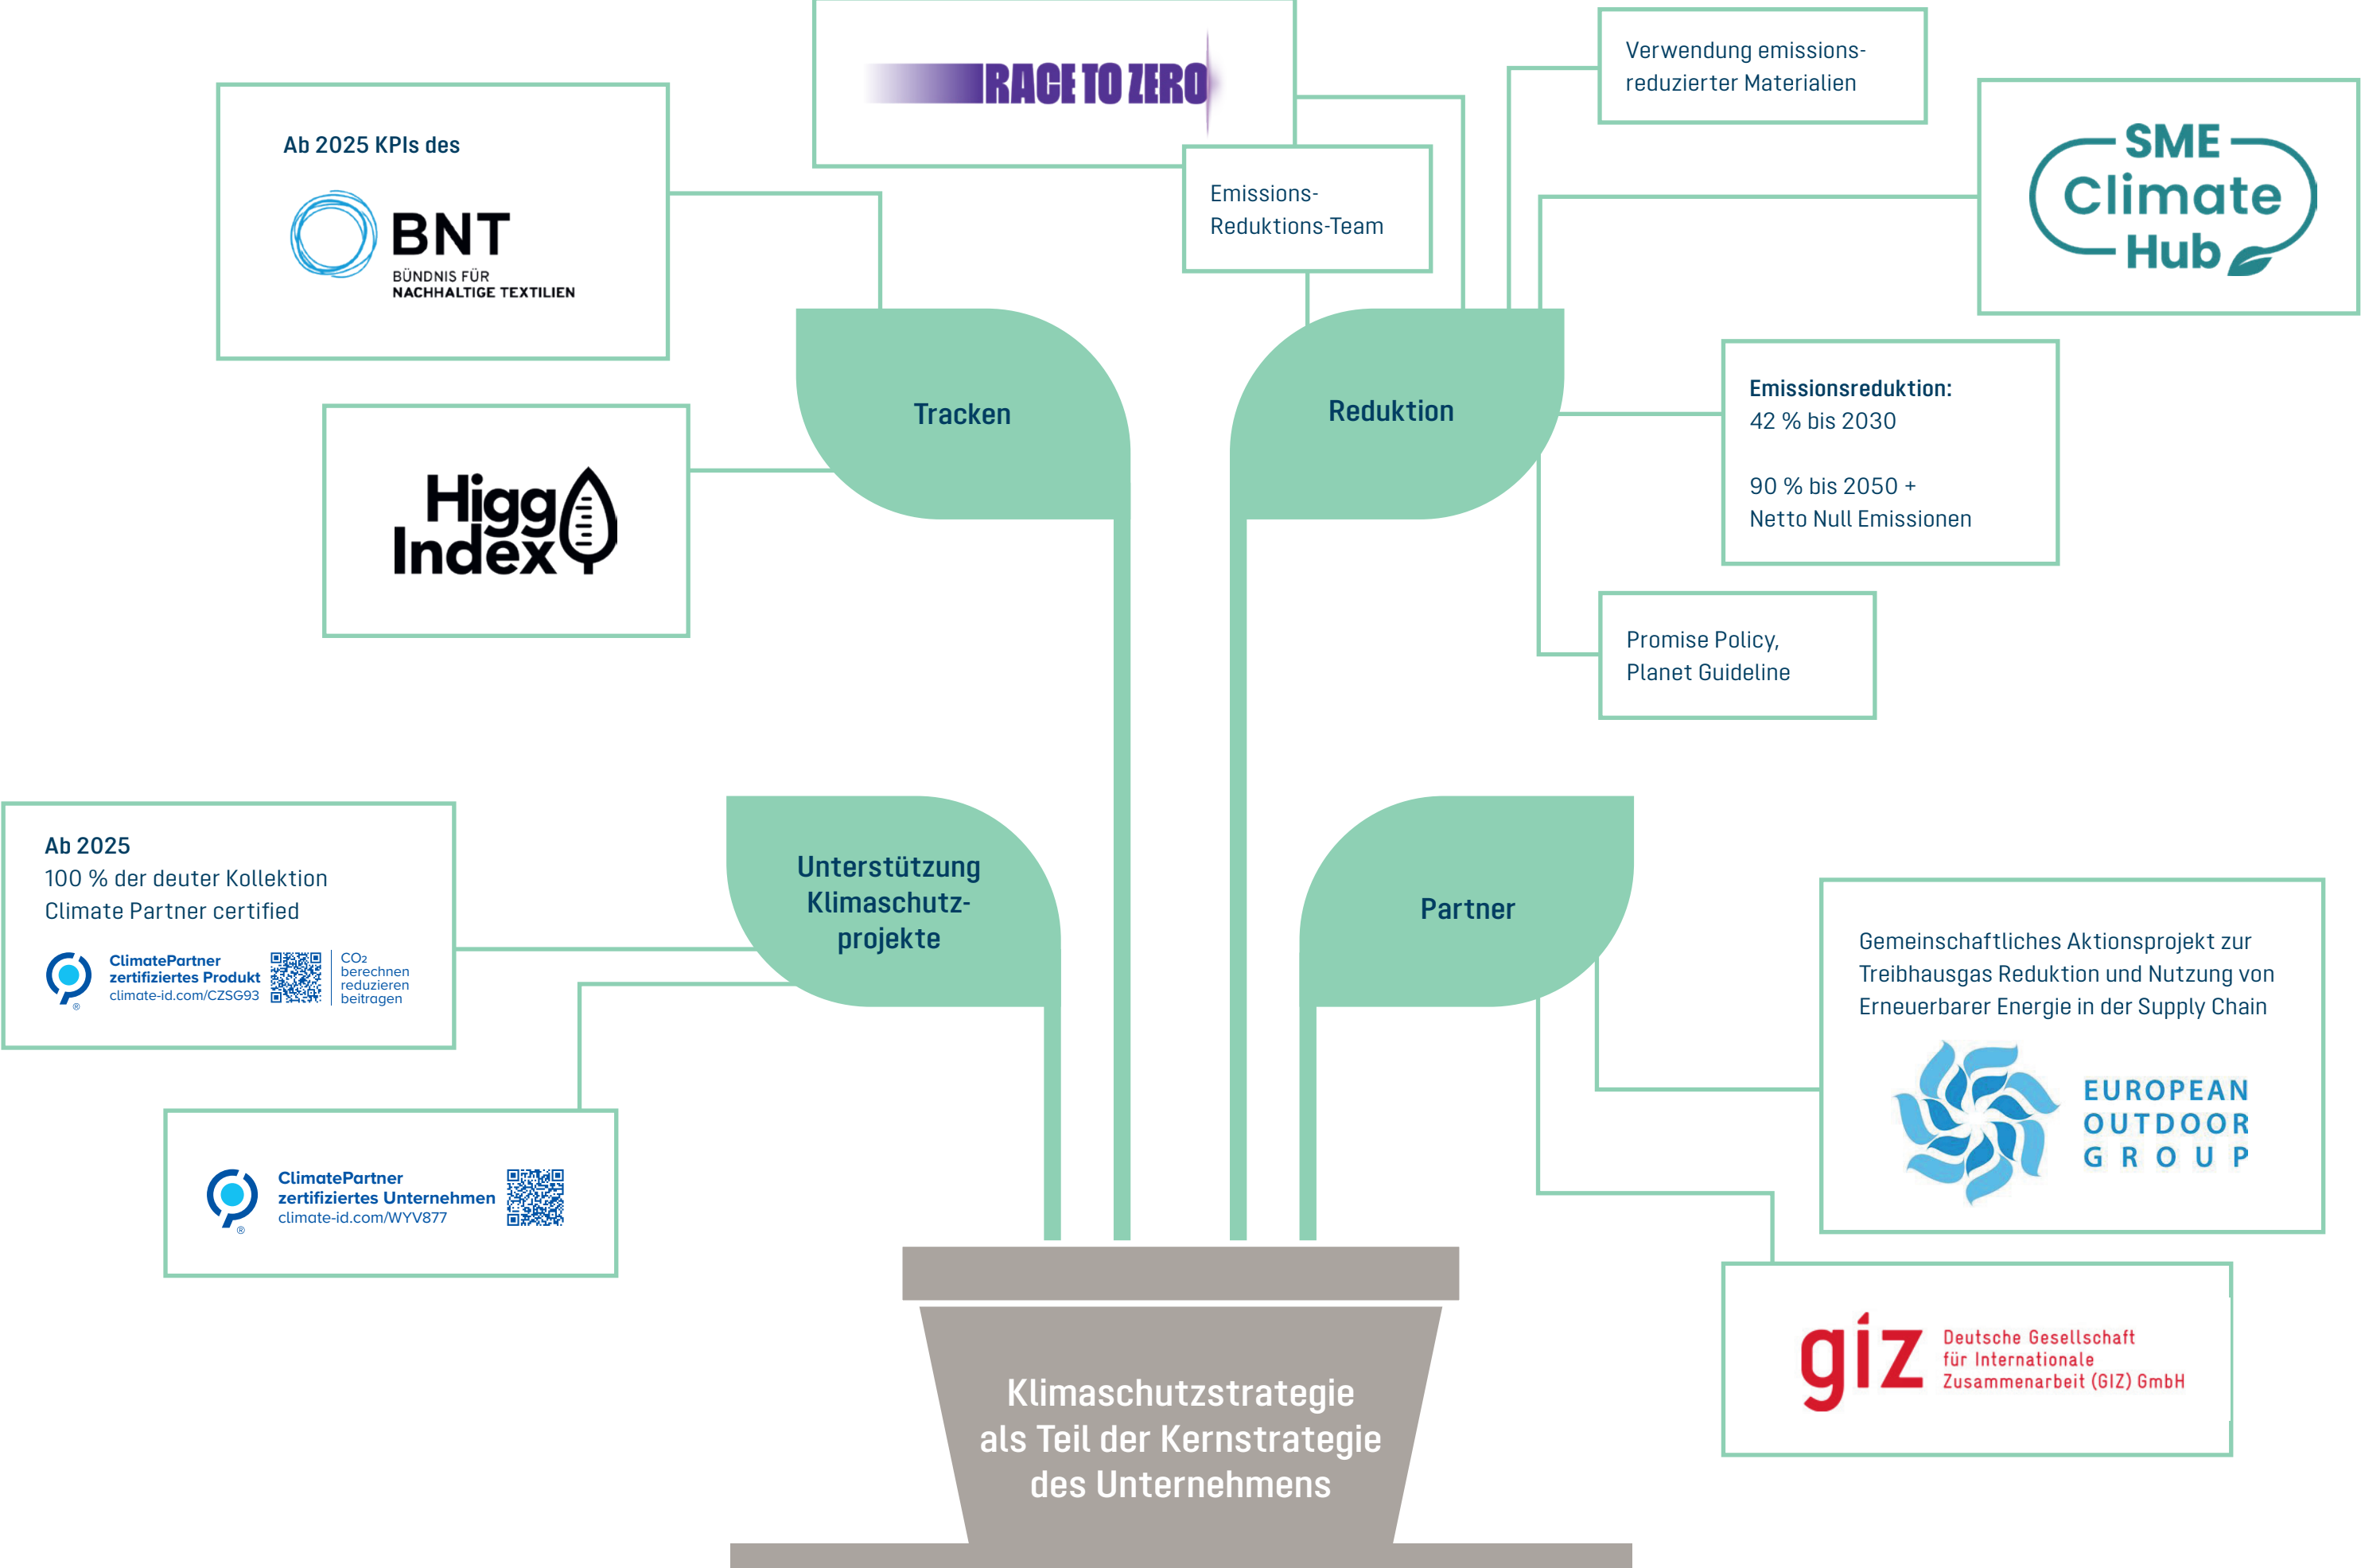 RACE TO ZERO
Verwendung emissions-
reduzierter Materialien
Ab 2025 KPIs des
BNT
BÜNDNIS FÜR
NACHHALTIGE TEXTILIEN
Emissions-
Reduktions-Team
SME
Climate
Hub
Tracken
Reduktion
Emissionsreduktion:
42 % bis 2030
90 % bis 2050 +
Netto Null Emissionen
Higg
Index
Promise Policy,
Planet Guideline
Ab 2025
100 % der deuter Kollektion
Climate Partner certified
ClimatePartner
zertifiziertes Produkt
climate-id.com/CZSG93
®
CO₂
berechnen
reduzieren
beitragen
Unterstützung
Klimaschutz-
projekte
Partner
Gemeinschaftliches Aktionsprojekt zur
Treibhausgas Reduktion und Nutzung von
Erneuerbarer Energie in der Supply Chain
EUROPEAN
OUTDOOR
GROUP
ClimatePartner
zertifiziertes Unternehmen
climate-id.com/WYV877
®
giz
Deutsche Gesellschaft
für Internationale
Zusammenarbeit (GIZ) GmbH
Klimaschutzstrategie
als Teil der Kernstrategie
des Unternehmens